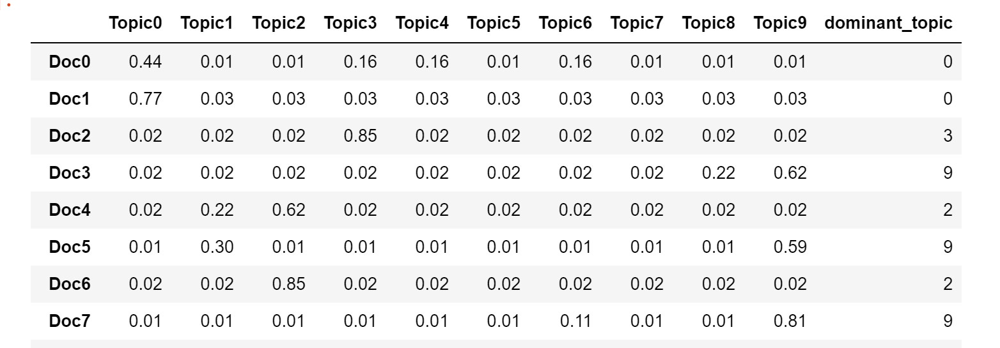 Topic0 Topic1 Topic2 Topic3 Topic4 Topic5 Topic6 Topic7 Topic8 Topic9 dominant_topic
Doc0 0.44 0.01 0.01 0.16 0.16 0.01 0.16 0.01 0.01 0.01 0
Doc1 0.77 0.03 0.03 0.03 0.03 0.03 0.03 0.03 0.03 0.03 0
Doc2 0.02 0.02 0.02 0.85 0.02 0.02 0.02 0.02 0.02 0.02 3
Doc3 0.02 0.02 0.02 0.02 0.02 0.02 0.02 0.02 0.22 0.62 9
Doc4 0.02 0.22 0.62 0.02 0.02 0.02 0.02 0.02 0.02 0.02 2
Doc5 0.01 0.30 0.01 0.01 0.01 0.01 0.01 0.01 0.01 0.59 9
Doc6 0.02 0.02 0.85 0.02 0.02 0.02 0.02 0.02 0.02 0.02 2
Doc7 0.01 0.01 0.01 0.01 0.01 0.01 0.11 0.01 0.01 0.81 9